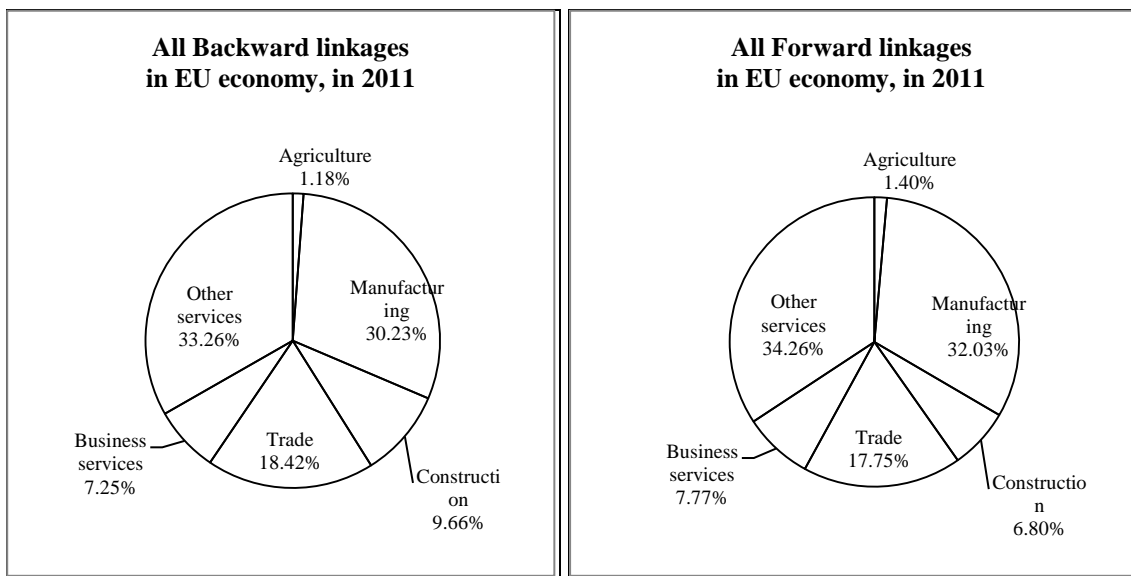 All Backward linkages
in EU economy, in 2011
Agriculture
1.18%
Manufactur
ing
30.23%
Other
services
33.26%
Trade
18.42%
Business
services
7.25%
Constructi
on
9.66%
All Forward linkages
in EU economy, in 2011
Agriculture
1.40%
Manufactur
ing
32.03%
Other
services
34.26%
Trade
17.75%
Business
services
7.77%
Constructio
n
6.80%